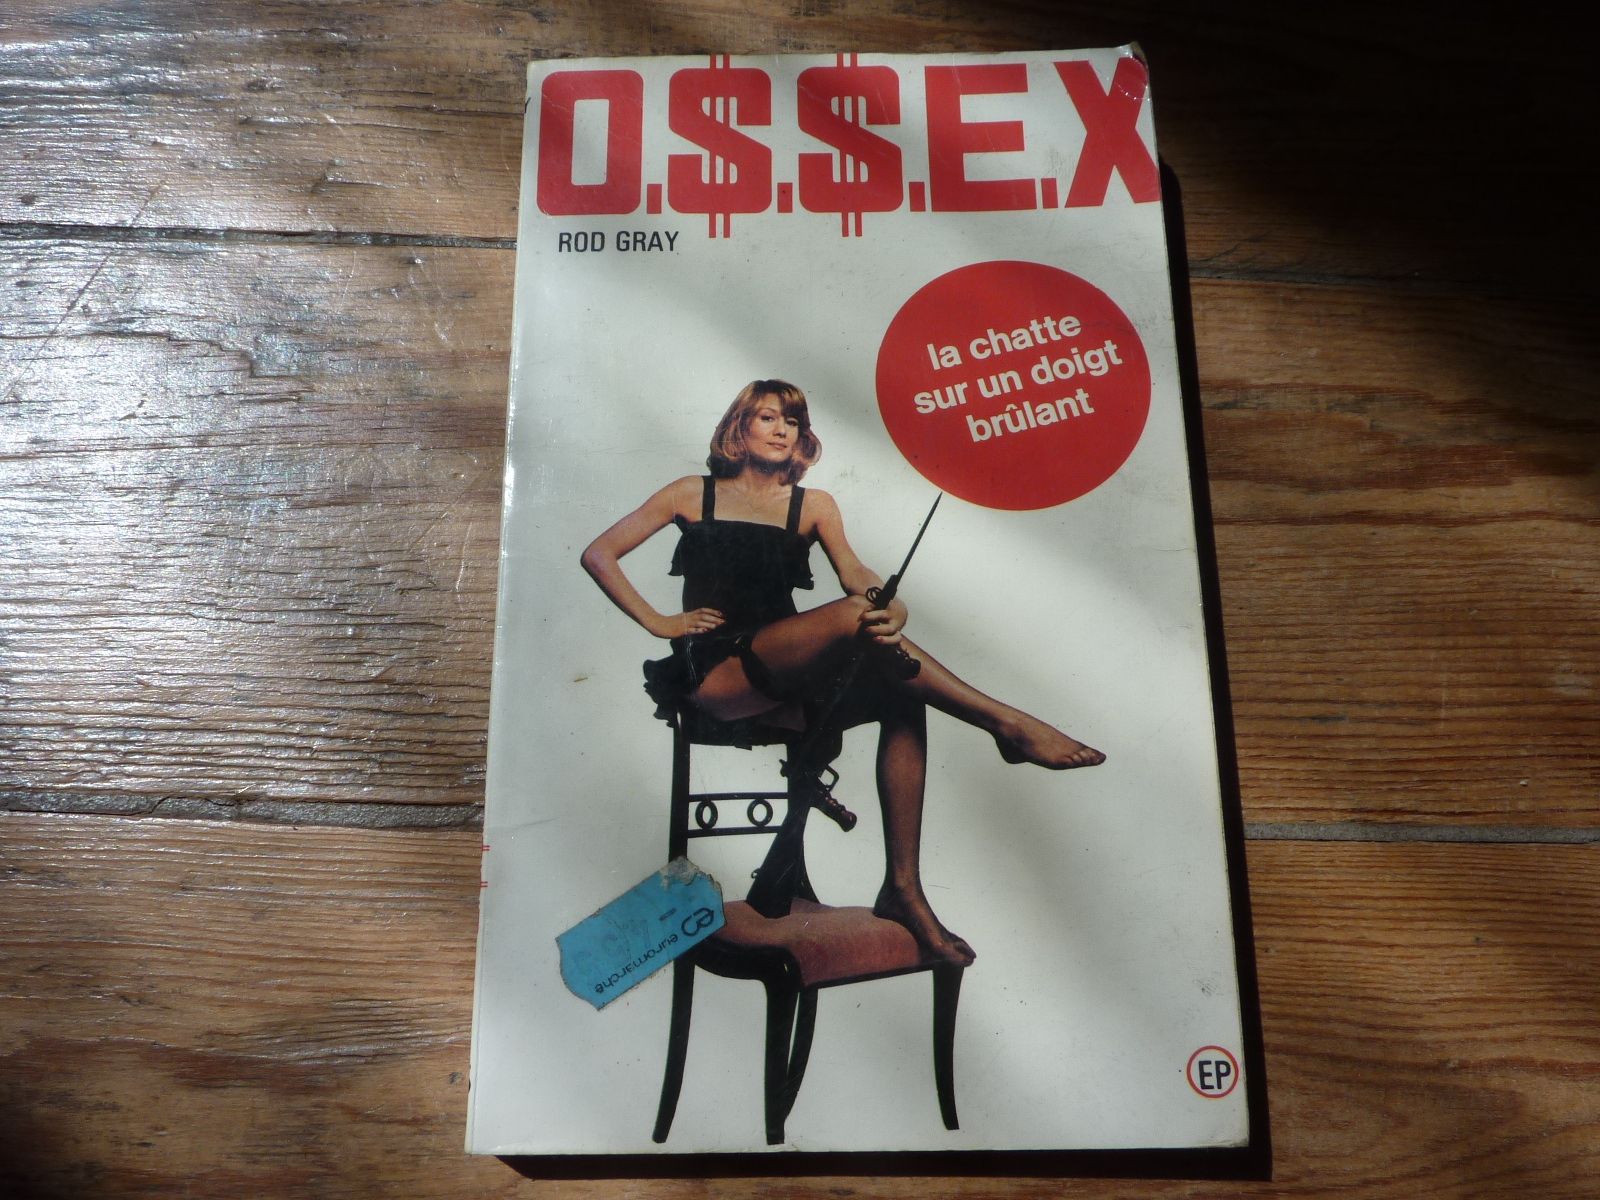 O.$.$.E.X
ROD GRAY
la chatte
sur un doigt
brûlant
euromarché
EP